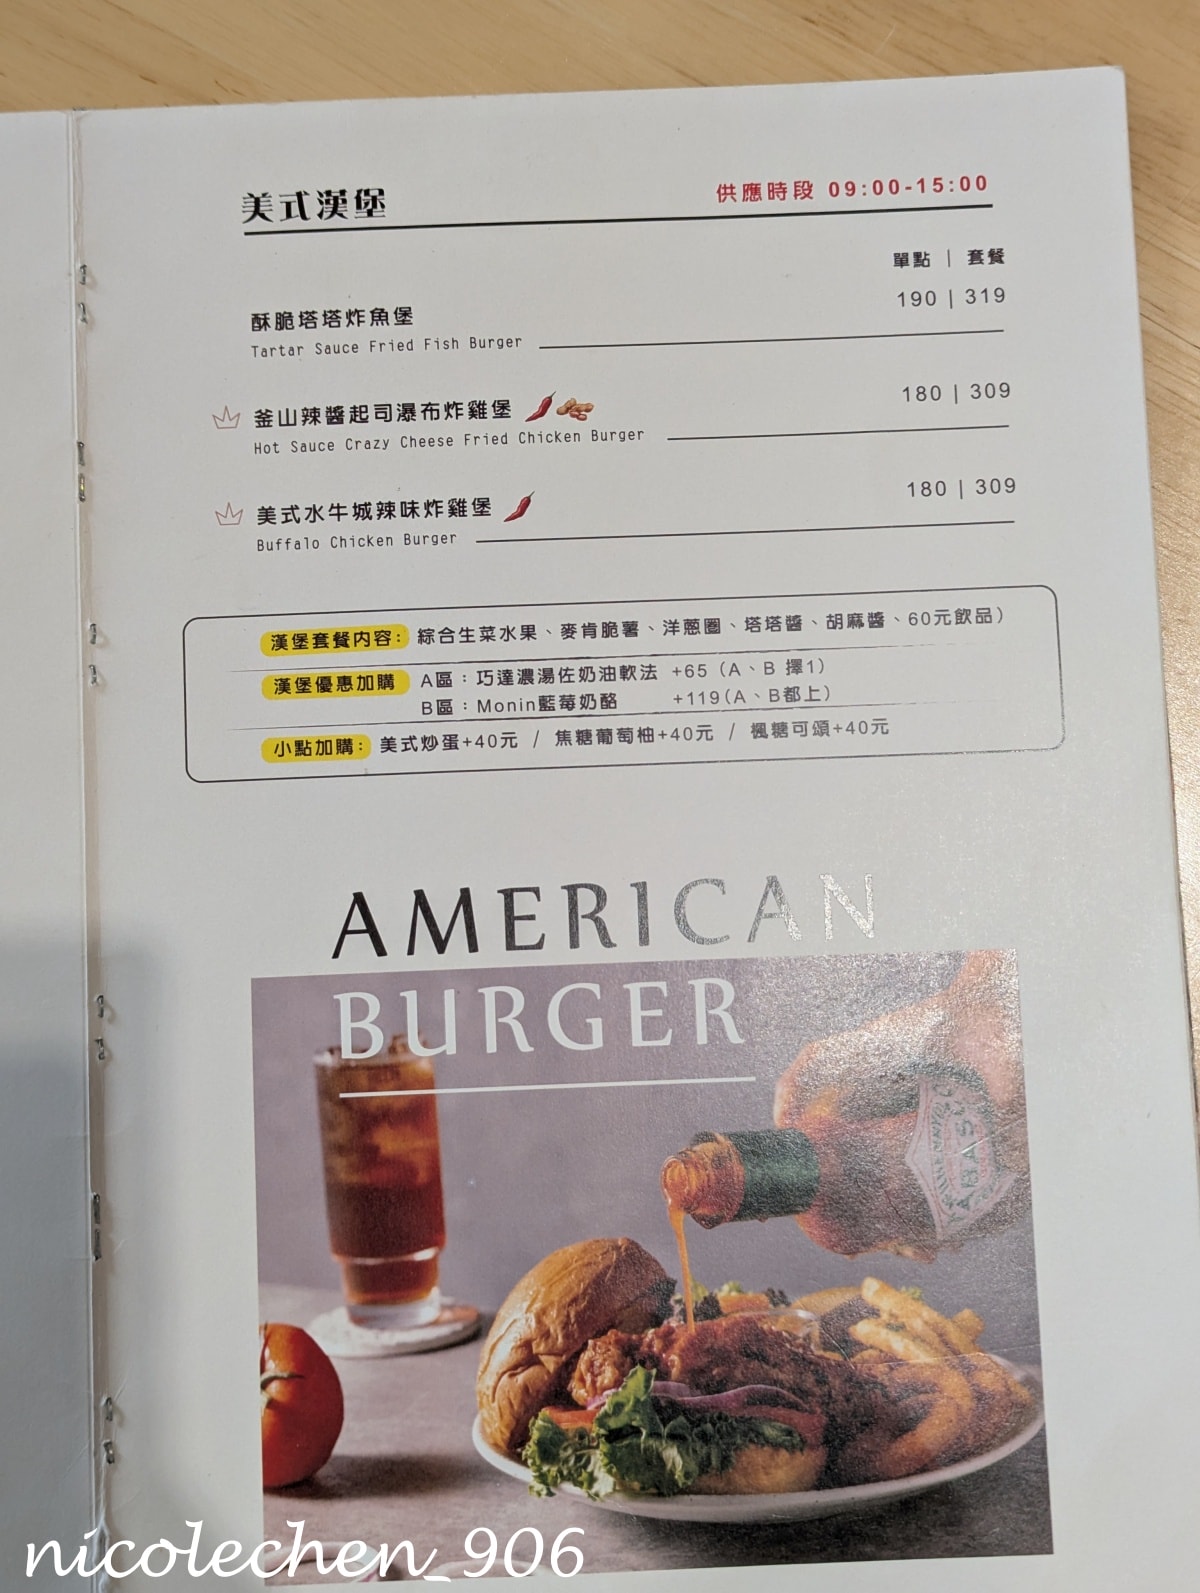 美式漢堡
供應時段 09:00-15:00
單點 | 套餐
酥脆塔塔炸魚堡
190 | 319
Tartar Sauce Fried Fish Burger
釜山辣醬起司瀑布炸雞堡
180 | 309
Hot Sauce Crazy Cheese Fried Chicken Burger
美式水牛城辣味炸雞堡
180 | 309
Buffalo Chicken Burger
漢堡套餐內容: 綜合生菜水果、麥肯脆薯、洋蔥圈、塔塔醬、胡麻醬、60元飲品)
漢堡優惠加購 A區：巧達濃湯佐奶油軟法 +65 (A、B 擇1)
B區：Monin藍莓奶酪 +119(A、B都上)
小點加購: 美式炒蛋+40元 / 焦糖葡萄柚+40元 / 楓糖可頌+40元
AMERICAN
BURGER
nicolechen_906